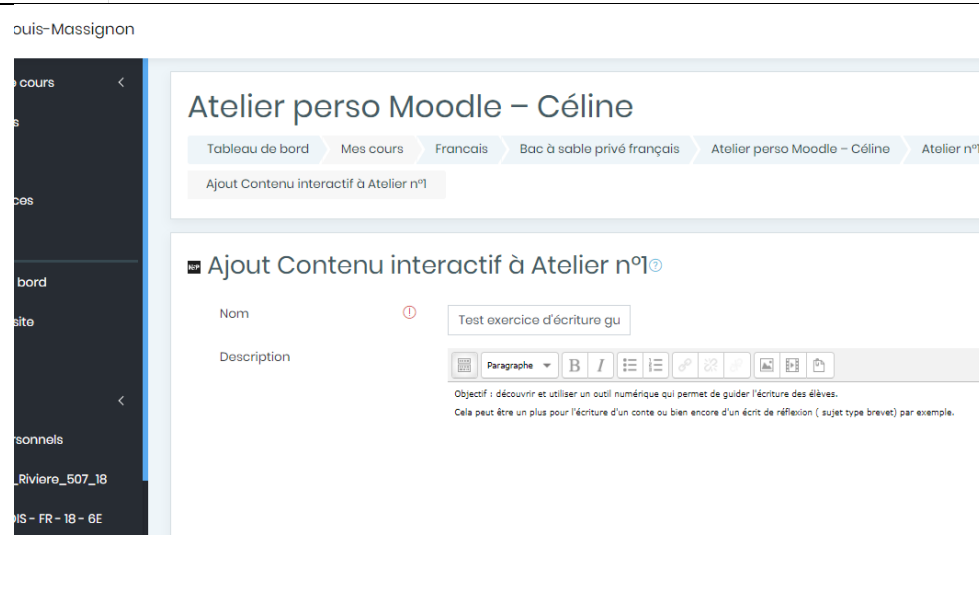 ouis-Massignon
cours
Atelier perso Moodle – Céline
Tableau de bord Mes cours Francais Bac à sable privé français Atelier perso Moodle – Céline Atelier n°1
Ajout Contenu interactif à Atelier n°1
bord
site
rsonnels
_Riviere_507_18
IS - FR - 18 - 6E
H5P Ajout Contenu interactif à Atelier n°1
Nom
Test exercice d'écriture gu
Description
Paragraphe B I
Objectif : découvrir et utiliser un outil numérique qui permet de guider l'écriture des élèves.
Cela peut être un plus pour l'écriture d'un conte ou bien encore d'un écrit de réflexion ( sujet type brevet) par exemple.